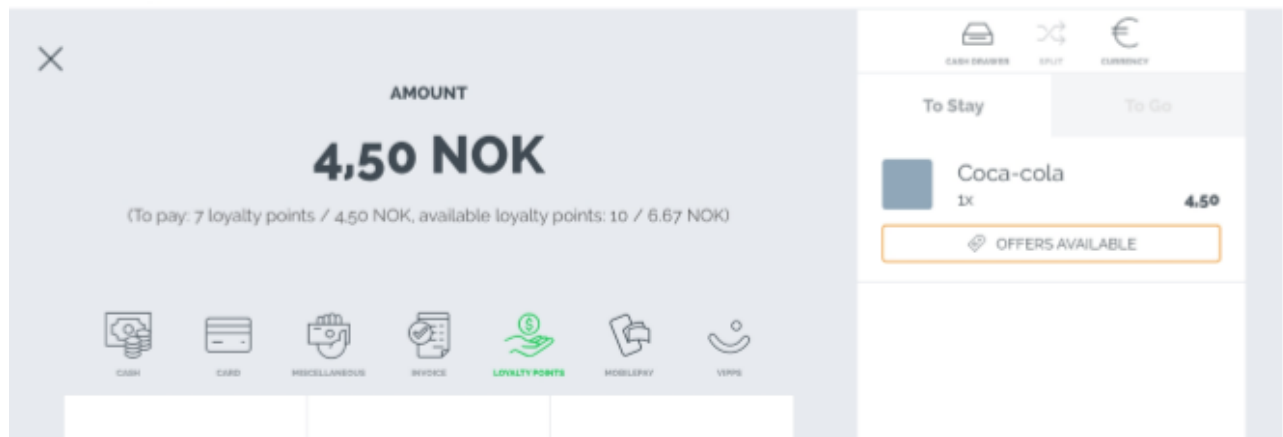 AMOUNT
4,50 NOK
(To pay: 7 loyalty points / 4,50 NOK, available loyalty points: 10 / 6.67 NOK)
CASH
CARD
MISCELLANEOUS
INVOICE
LOYALTY POINTS
MOBILEPAY
VIPPS
CASH DRAWER
SPLIT
CURRENCY
To Stay
To Go
Coca-cola
1x 4,50
OFFERS AVAILABLE